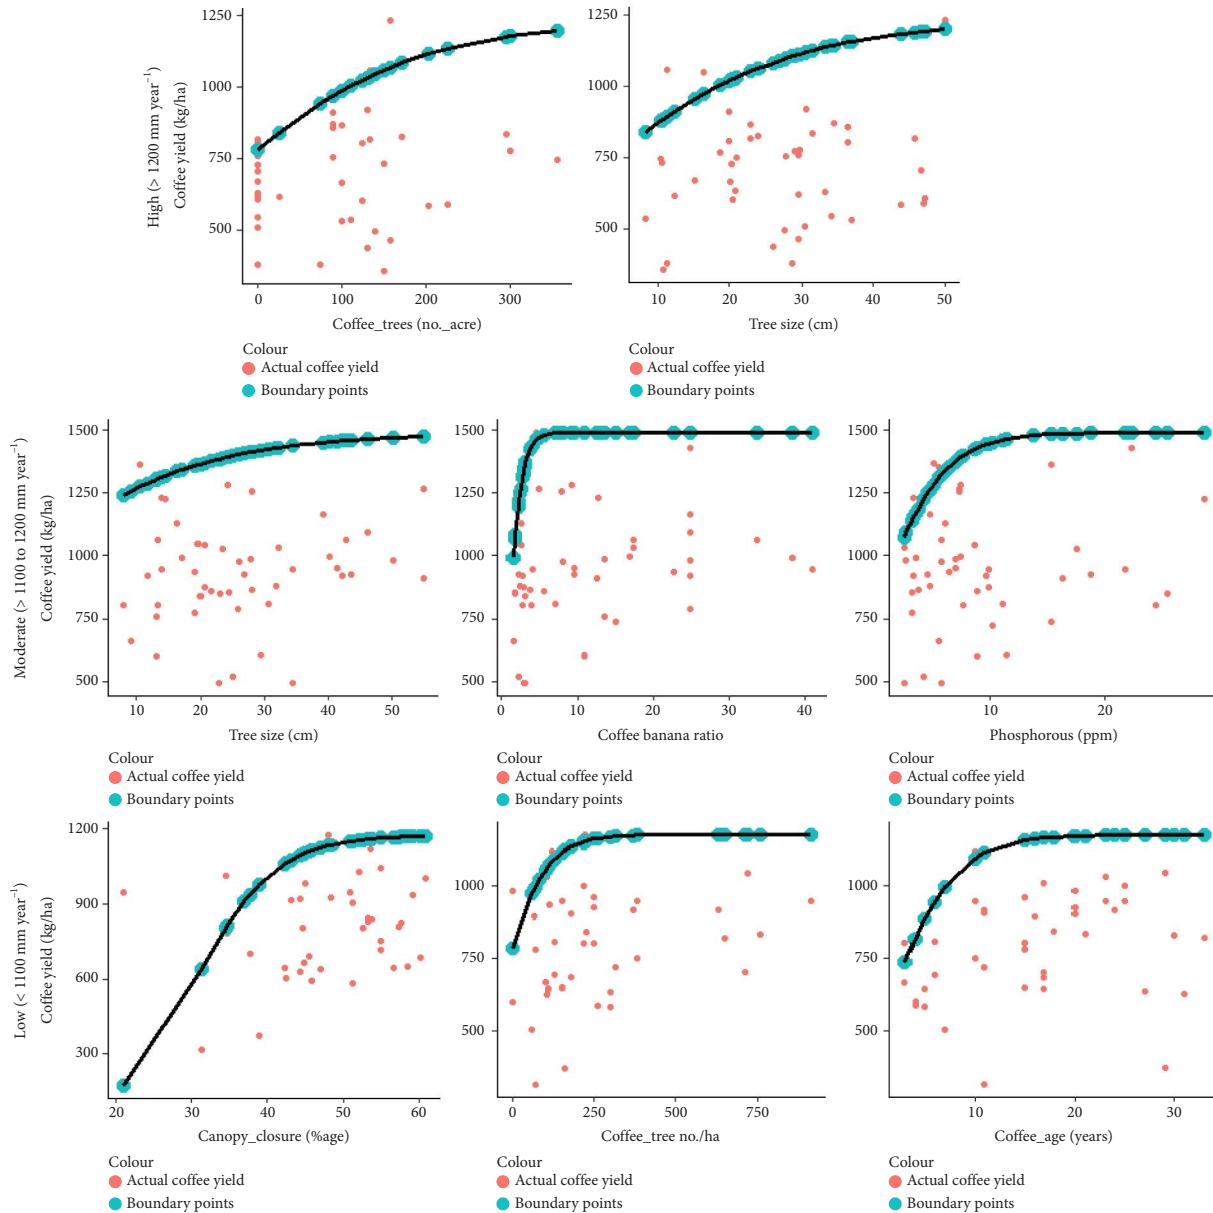 High (> 1200 mm year⁻¹)
Coffee yield (kg/ha)
1250
1000
750
500
0 100 200 300
Coffee_trees (no._acre)
Colour
Actual coffee yield
Boundary points
1250
1000
750
500
10 20 30 40 50
Tree size (cm)
Colour
Actual coffee yield
Boundary points
Moderate (> 1100 to 1200 mm year⁻¹)
Coffee yield (kg/ha)
1500
1250
1000
750
500
10 20 30 40 50
Tree size (cm)
Colour
Actual coffee yield
Boundary points
1500
1250
1000
750
500
0 10 20 30 40
Coffee banana ratio
Colour
Actual coffee yield
Boundary points
1500
1250
1000
750
500
10 20
Phosphorous (ppm)
Colour
Actual coffee yield
Boundary points
Low (< 1100 mm year⁻¹)
Coffee yield (kg/ha)
1200
900
600
300
20 30 40 50 60
Canopy_closure (%age)
Colour
Actual coffee yield
Boundary points
1000
750
500
0 250 500 750
Coffee_tree no./ha
Colour
Actual coffee yield
Boundary points
1000
750
500
10 20 30
Coffee_age (years)
Colour
Actual coffee yield
Boundary points